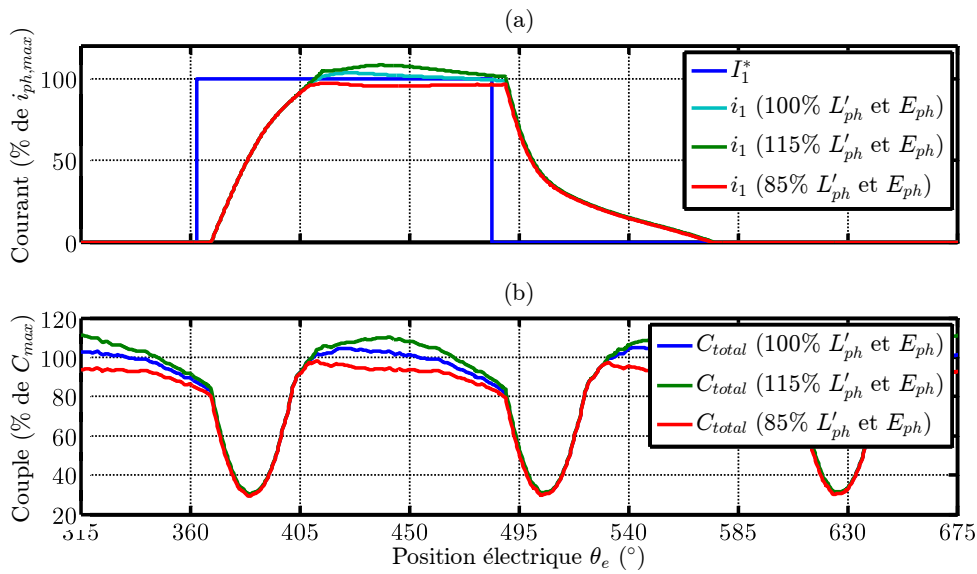 (a)
Courant (% de i_{ph,max})
100
50
0
I_1^*
i_1 (100% L'_{ph} et E_{ph})
i_1 (115% L'_{ph} et E_{ph})
i_1 (85% L'_{ph} et E_{ph})
(b)
Couple (% de C_{max})
120
100
80
60
40
20
C_{total} (100% L'_{ph} et E_{ph})
C_{total} (115% L'_{ph} et E_{ph})
C_{total} (85% L'_{ph} et E_{ph})
315 360 405 450 495 540 585 630 675
Position électrique θ_e (°)